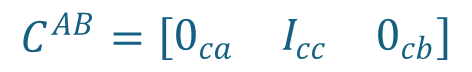 C^{AB} = [0_{ca} I_{cc} 0_{cb}]